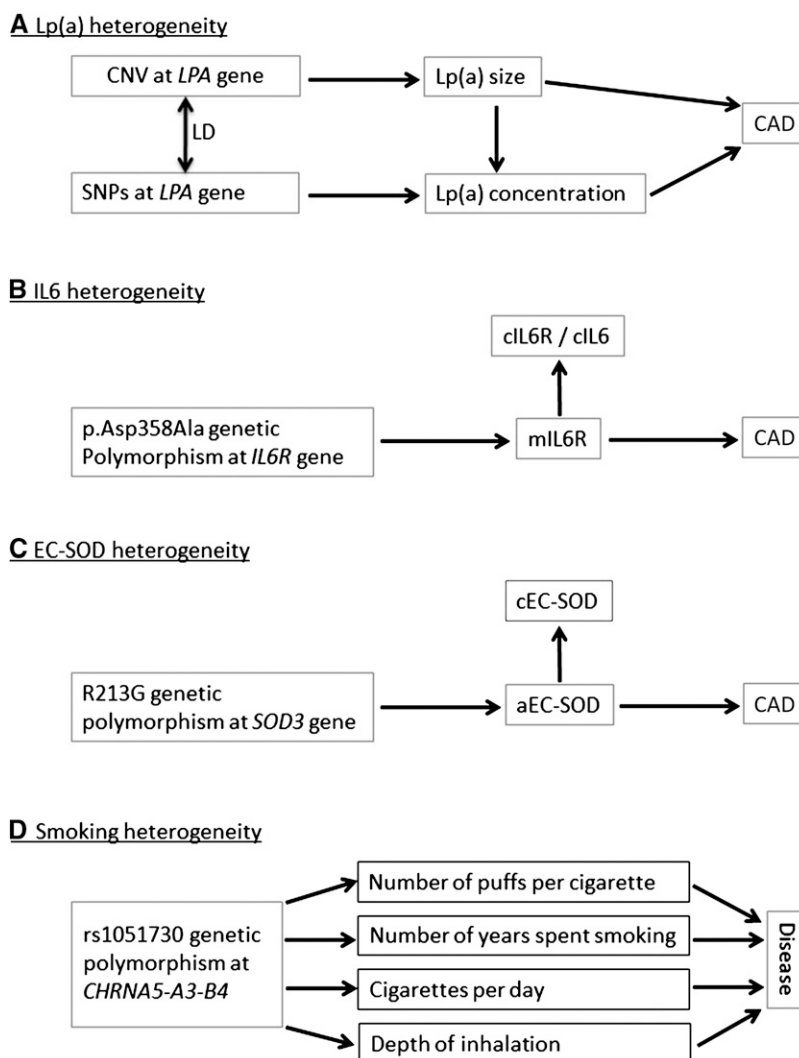 A Lp(a) heterogeneity
CNV at LPA gene
Lp(a) size
CAD
LD
SNPs at LPA gene
Lp(a) concentration
B IL6 heterogeneity
cIL6R / cIL6
p.Asp358Ala genetic
Polymorphism at IL6R gene
mIL6R
CAD
C EC-SOD heterogeneity
cEC-SOD
R213G genetic
polymorphism at SOD3 gene
aEC-SOD
CAD
D Smoking heterogeneity
rs1051730 genetic
polymorphism at
CHRNA5-A3-B4
Number of puffs per cigarette
Number of years spent smoking
Cigarettes per day
Depth of inhalation
Disease